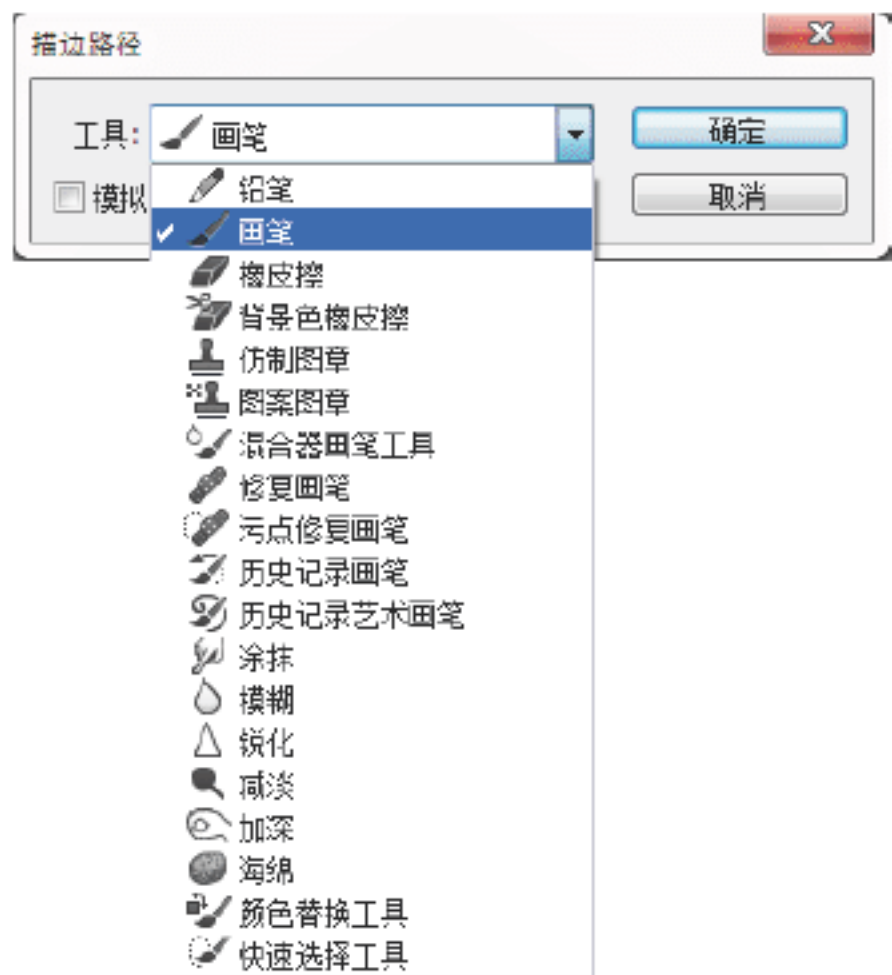 描边路径
工具: 画笔
确定
模拟
取消
铅笔
画笔
橡皮擦
背景色橡皮擦
仿制图章
图案图章
混合器画笔工具
修复画笔
污点修复画笔
历史记录画笔
历史记录艺术画笔
涂抹
模糊
锐化
减淡
加深
海绵
颜色替换工具
快速选择工具